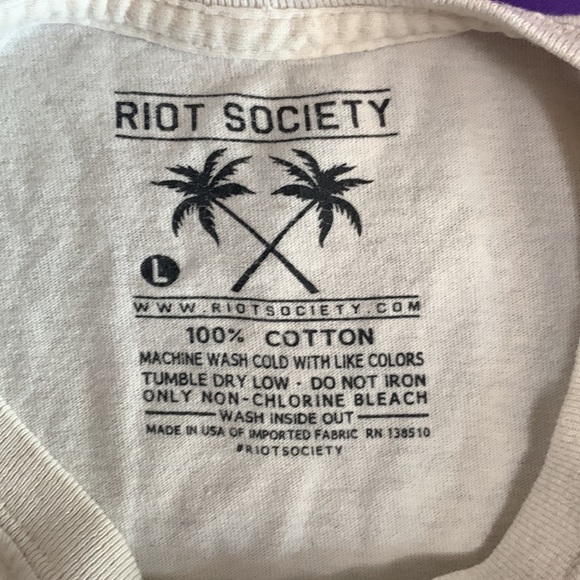 RIOT SOCIETY
L
WWW.RIOTSOCIETY.COM
100% COTTON
MACHINE WASH COLD WITH LIKE COLORS
TUMBLE DRY LOW · DO NOT IRON
ONLY NON-CHLORINE BLEACH
WASH INSIDE OUT
MADE IN USA OF IMPORTED FABRIC RN 138510
#RIOTSOCIETY